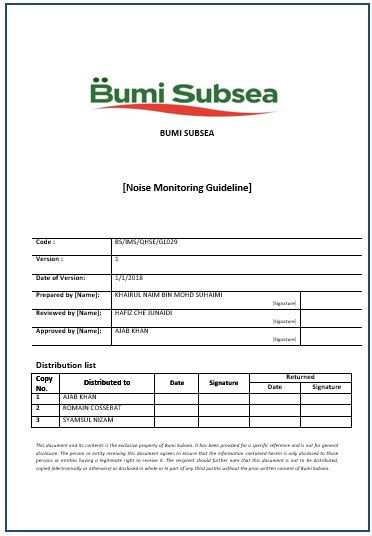 Bumi Subsea
BUMI SUBSEA
[Noise Monitoring Guideline]
Code : BS/IMS/QHSE/GL029
Version : 1
Date of Version: 1/1/2018
Prepared by [Name]: KHAIRUL NAIM BIN MOHD SUHAIMI [Signature]
Reviewed by [Name]: HAFIZ CHE JUNAIDI [Signature]
Approved by [Name]: AJAB KHAN [Signature]
Distribution list
Copy No. Distributed to Date Signature Returned
Date Signature
1 AJAB KHAN
2 ROMAIN COSSERAT
3 SYAMSUL NIZAM
This document and its contents is the exclusive property of Bumi Subsea. It has been provided for a specific reference and is not for general
disclosure. The person or entity receiving this document agrees to ensure that the information contained herein is only disclosed to those
persons or entities having a legitimate right to receive it. The recipient should further note that this document is not to be distributed,
copied (electronically or otherwise) or disclosed in whole or in part of any third parties without the prior written consent of Bumi Subsea.